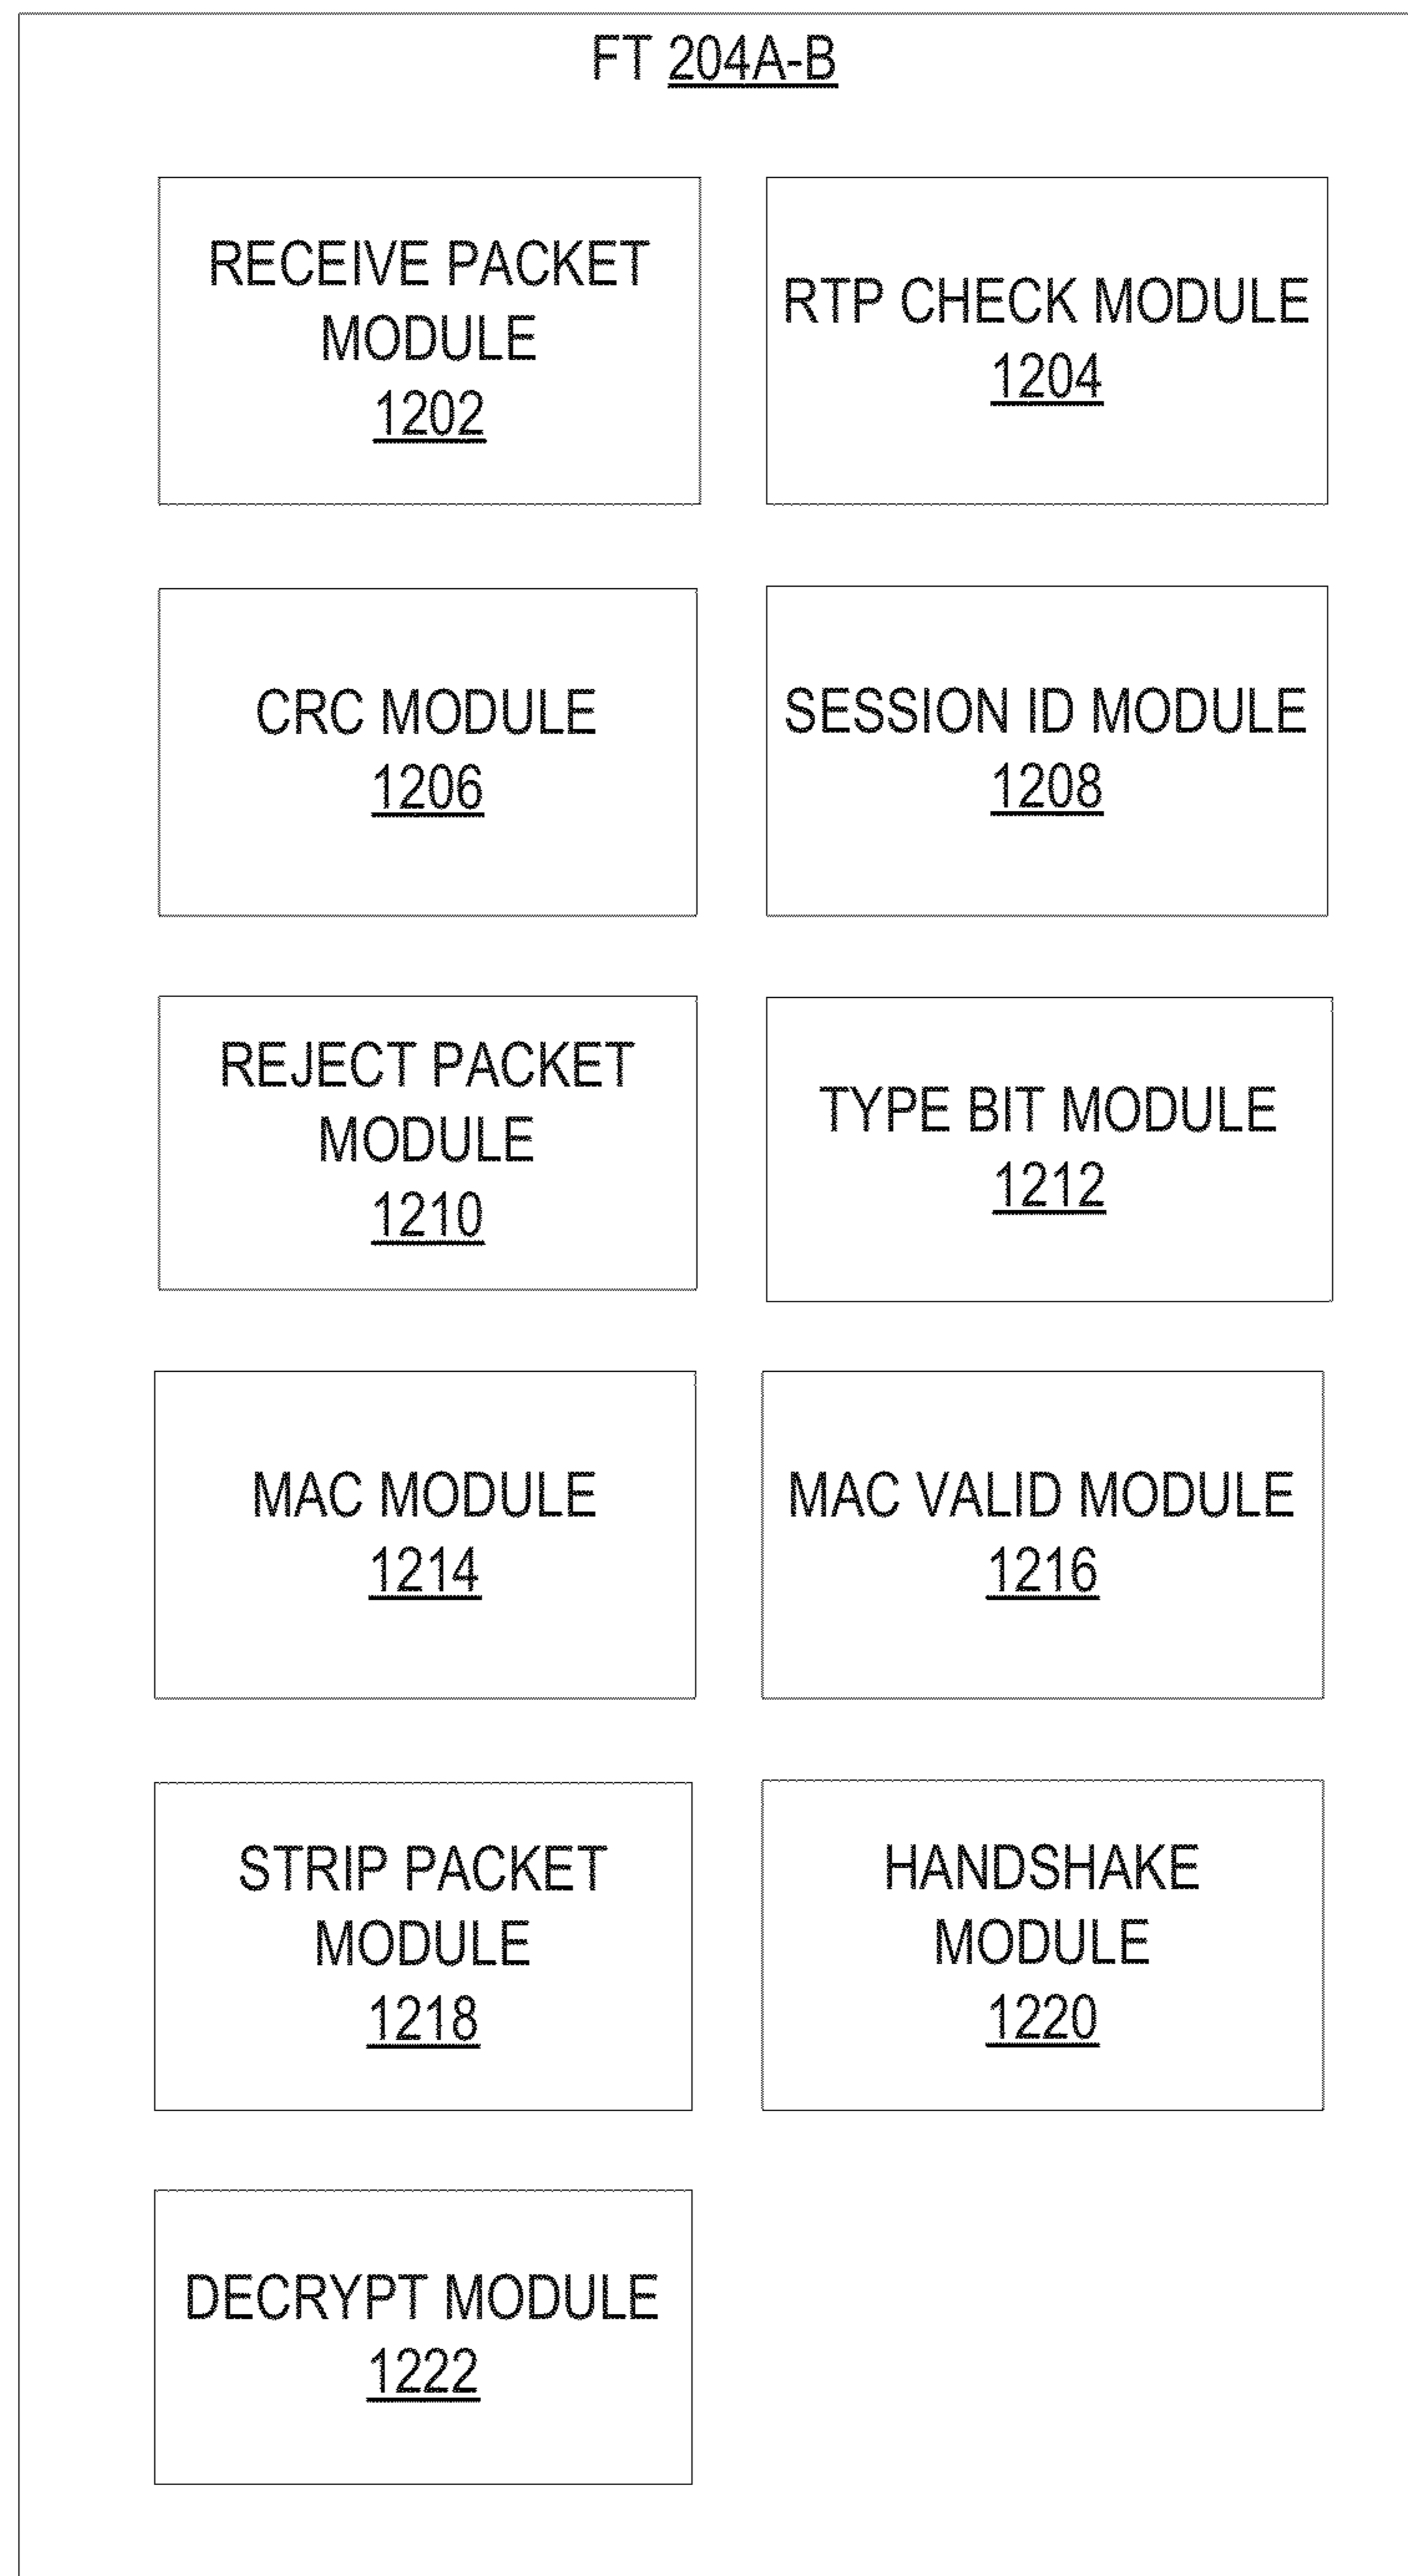 FT 204A-B
RECEIVE PACKET
MODULE
1202
RTP CHECK MODULE
1204
CRC MODULE
1206
SESSION ID MODULE
1208
REJECT PACKET
MODULE
1210
TYPE BIT MODULE
1212
MAC MODULE
1214
MAC VALID MODULE
1216
STRIP PACKET
MODULE
1218
HANDSHAKE
MODULE
1220
DECRYPT MODULE
1222